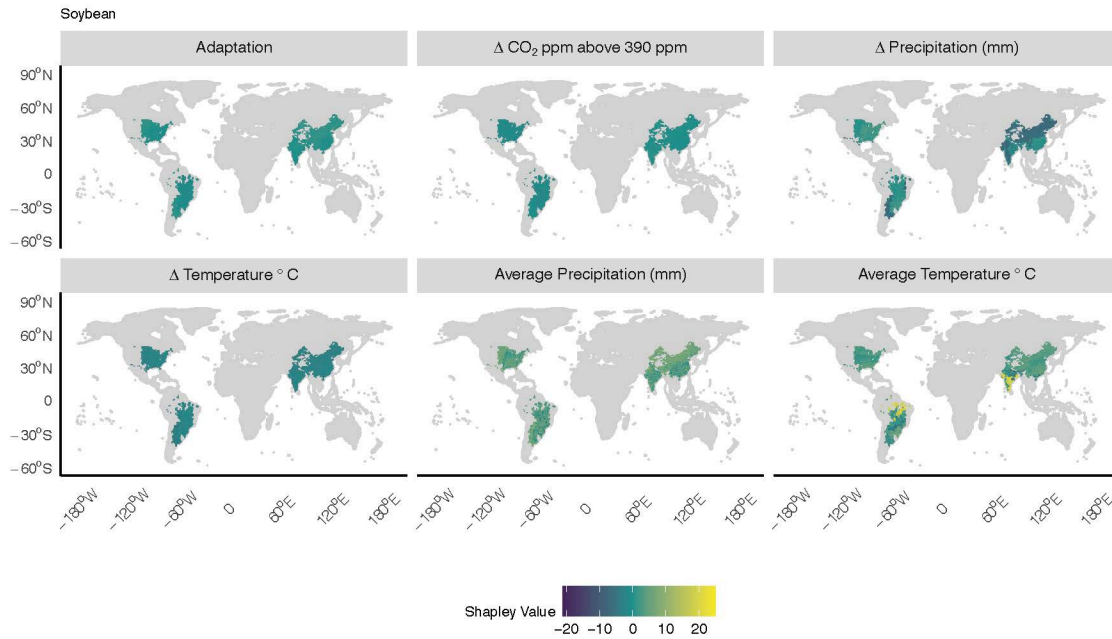 Soybean
Adaptation
Δ CO₂ ppm above 390 ppm
Δ Precipitation (mm)
90°N
60°N
30°N
0
−30°S
−60°S
Δ Temperature ° C
Average Precipitation (mm)
Average Temperature ° C
90°N
60°N
30°N
0
−30°S
−60°S
−180°W
−120°W
−60°W
0
60°E
120°E
180°E
−180°W
−120°W
−60°W
0
60°E
120°E
180°E
−180°W
−120°W
−60°W
0
60°E
120°E
180°E
Shapley Value
−20 −10 0 10 20